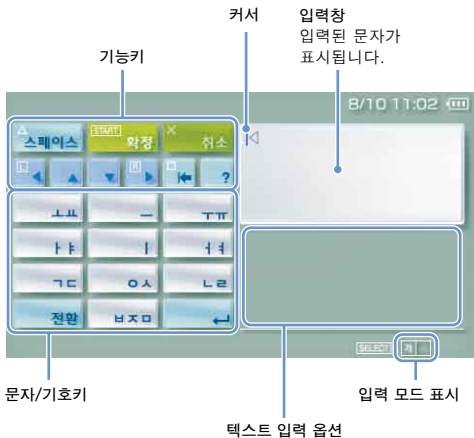 커서
입력창
입력된 문자가
표시됩니다.
기능키
8/10 11:02
스페이스
START 확정
취소
L
R
?
ㅗㅛ ㅡ ㅜㅠ
ㅏㅑ ㅣ ㅓㅕ
ㄱㄷ ㅇㅅ ㄴㄹ
전환 ㅂㅈㅁ
SELECT 가
문자/기호키
입력 모드 표시
텍스트 입력 옵션